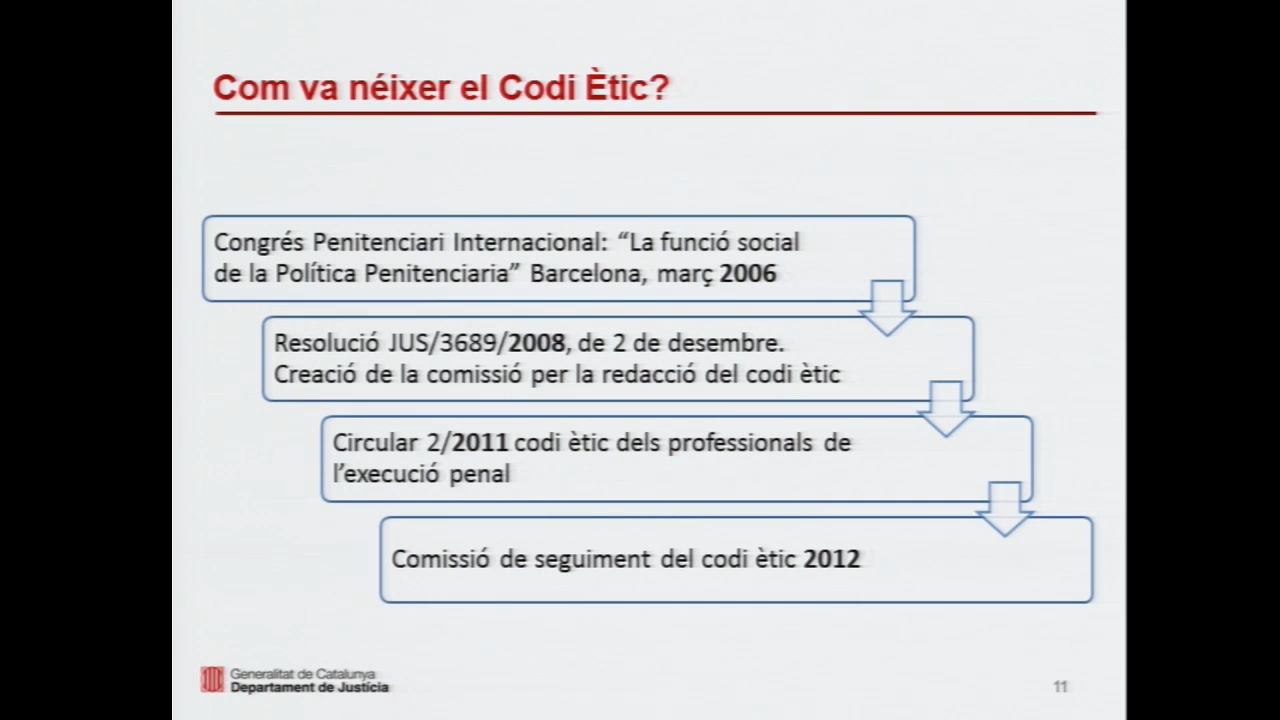 Com va néixer el Codi Ètic?
Congrés Penitenciari Internacional: “La funció social
de la Política Penitenciaria” Barcelona, març 2006
Resolució JUS/3689/2008, de 2 de desembre.
Creació de la comissió per la redacció del codi ètic
Circular 2/2011 codi ètic dels professionals de
l’execució penal
Comissió de seguiment del codi ètic 2012
Generalitat de Catalunya
Departament de Justícia
11